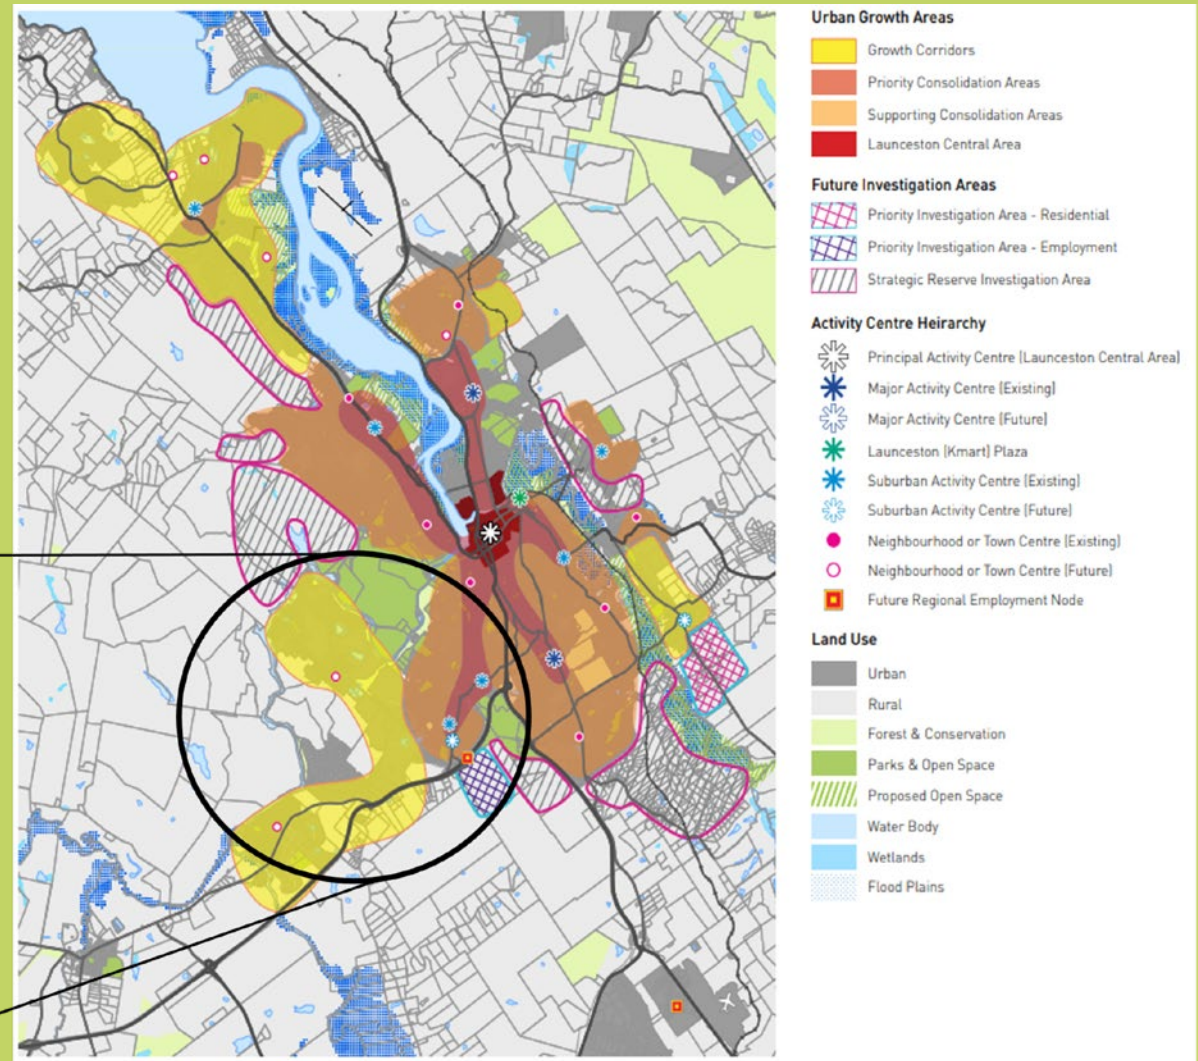 Urban Growth Areas
Growth Corridors
Priority Consolidation Areas
Supporting Consolidation Areas
Launceston Central Area
Future Investigation Areas
Priority Investigation Area - Residential
Priority Investigation Area - Employment
Strategic Reserve Investigation Area
Activity Centre Heirarchy
Principal Activity Centre (Launceston Central Area)
Major Activity Centre (Existing)
Major Activity Centre (Future)
Launceston (Kmart) Plaza
Suburban Activity Centre (Existing)
Suburban Activity Centre (Future)
Neighbourhood or Town Centre (Existing)
Neighbourhood or Town Centre (Future)
Future Regional Employment Node
Land Use
Urban
Rural
Forest & Conservation
Parks & Open Space
Proposed Open Space
Water Body
Wetlands
Flood Plains